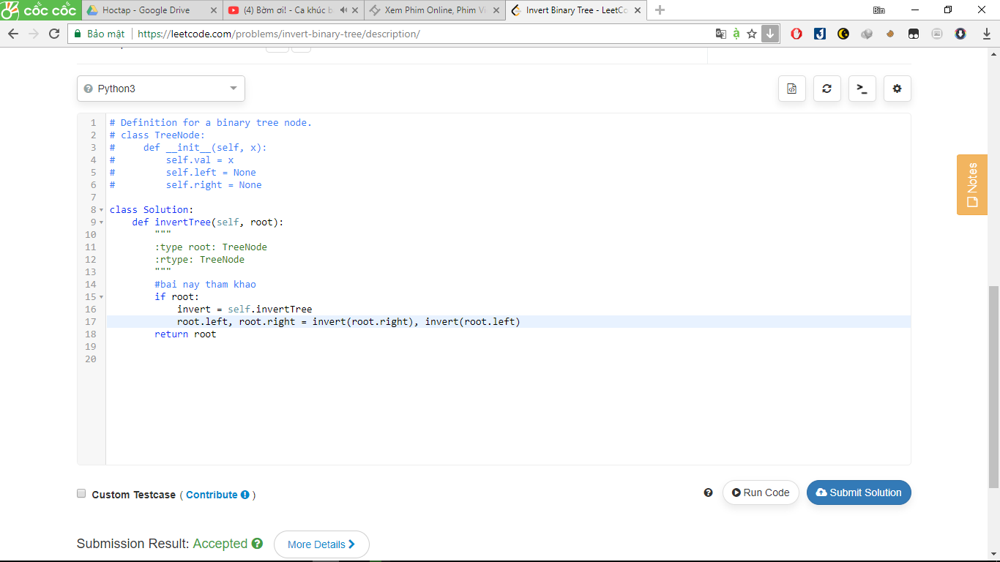 cốc cốc
Hoctap - Google Drive
(4) Bờm ơi! - Ca khúc b
Xem Phim Online, Phim Vi
Invert Binary Tree - LeetCo
Bin
Bảo mật
https://leetcode.com/problems/invert-binary-tree/description/
Python3
1 # Definition for a binary tree node.
2 # class TreeNode:
3 #     def __init__(self, x):
4 #         self.val = x
5 #         self.left = None
6 #         self.right = None
7
8 class Solution:
9     def invertTree(self, root):
10         """
11         :type root: TreeNode
12         :rtype: TreeNode
13         """
14         #bai nay tham khao
15         if root:
16             invert = self.invertTree
17             root.left, root.right = invert(root.right), invert(root.left)
18         return root
19
20
Notes
Custom Testcase ( Contribute )
Run Code
Submit Solution
Submission Result: Accepted
More Details